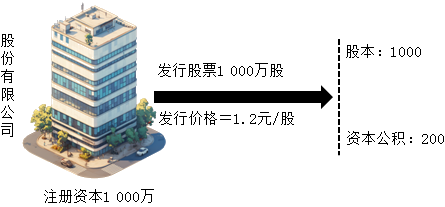 股份有限公司
发行股票1 000万股
发行价格＝1.2元/股
股本：1000
资本公积：200
注册资本1 000万